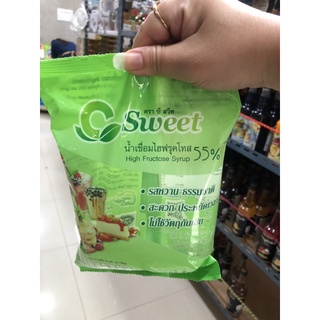 ตรา ซี สวีท
Sweet
น้ำเชื่อมไฮฟรุคโทส 55%
High Fructose Syrup
• รสหวาน ธรรมชาติ
• สะดวก ประหยัดเวลา
• ไม่ใช้วัตถุกันเสีย